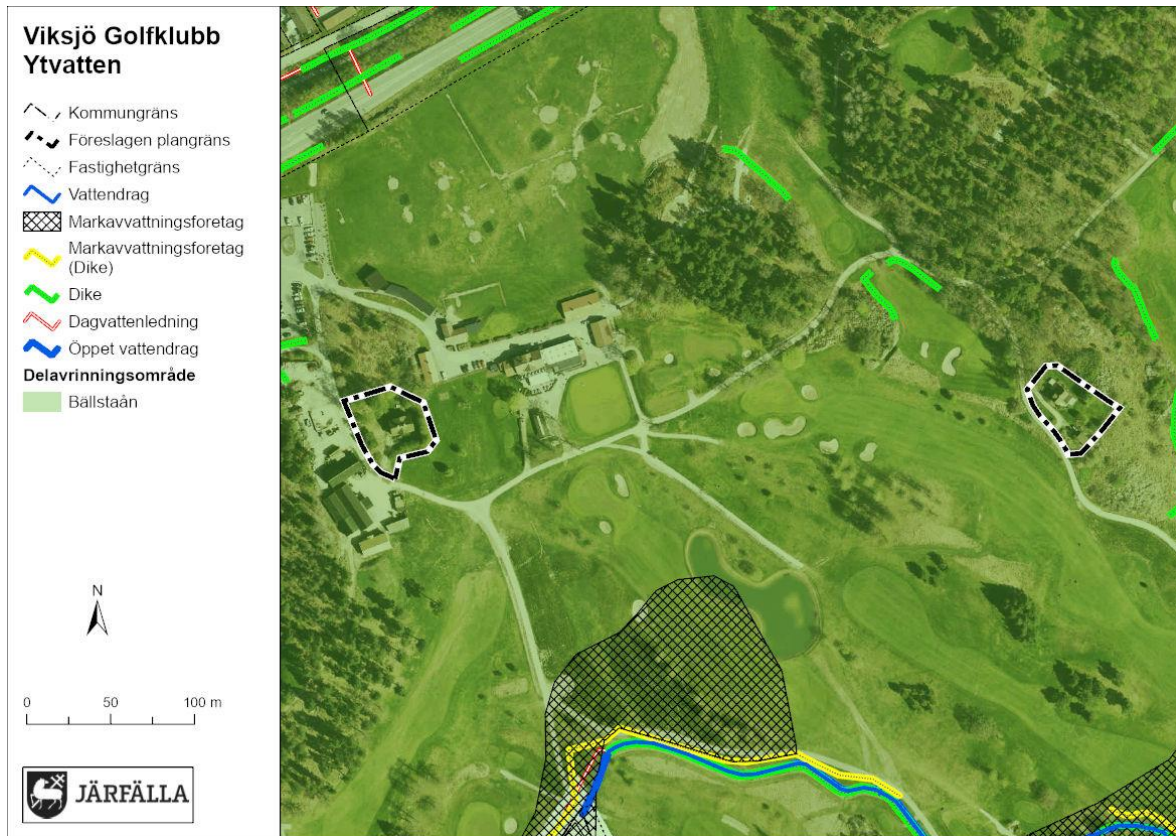 Viksjö Golfklubb
Ytvatten
Kommungräns
Föreslagen plangräns
Fastighetgräns
Vattendrag
Markavvattningsforetag
Markavvattningsforetag
(Dike)
Dike
Dagvattenledning
Öppet vattendrag
Delavrinningsområde
Bällstaån
N
0 50 100 m
JÄRFÄLLA